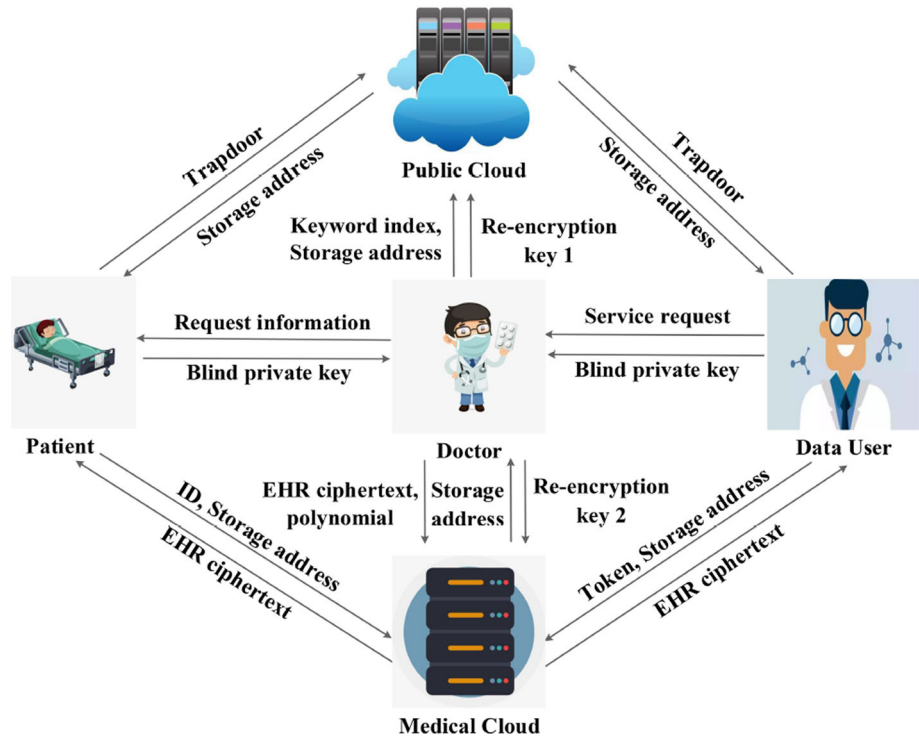 Public Cloud
Trapdoor
Storage address
Trapdoor
Storage address
Keyword index,
Storage address
Re-encryption
key 1
Request information
Blind private key
Service request
Blind private key
Patient
Doctor
Data User
EHR ciphertext,
polynomial
Storage
address
Re-encryption
key 2
ID, Storage address
EHR ciphertext
Token, Storage address
EHR ciphertext
Medical Cloud